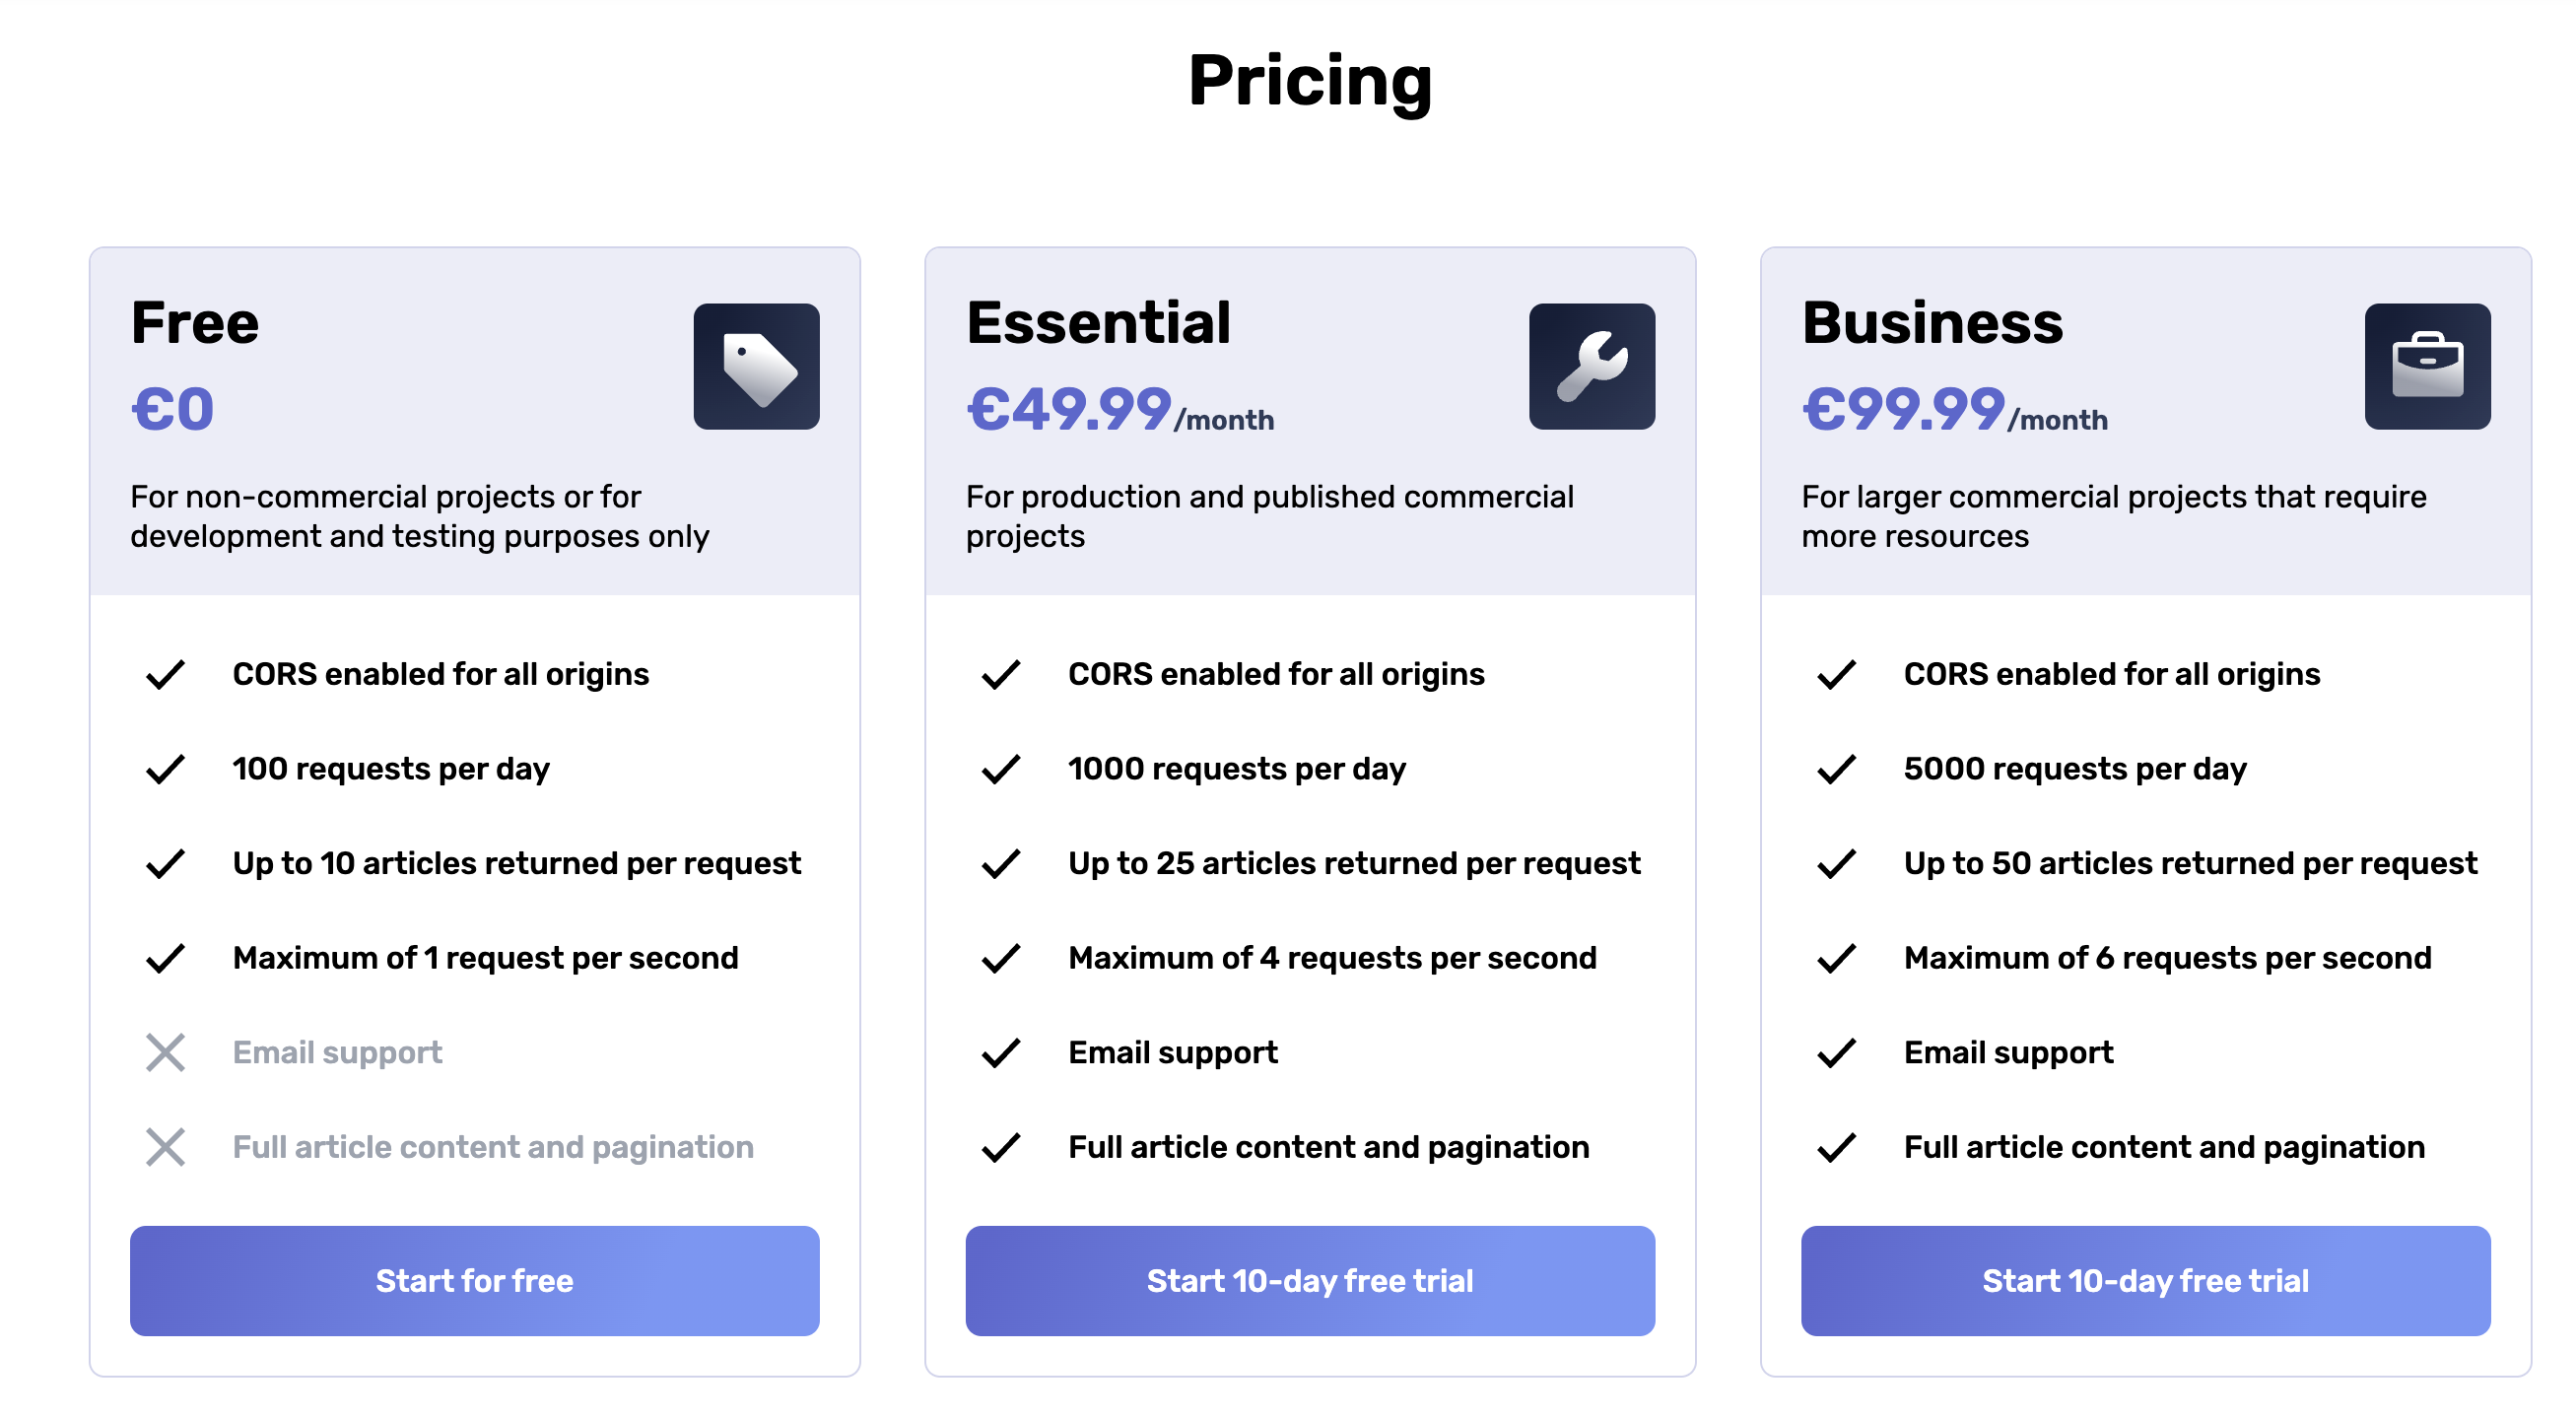 Pricing
Free
€0
For non-commercial projects or for
development and testing purposes only
CORS enabled for all origins
100 requests per day
Up to 10 articles returned per request
Maximum of 1 request per second
Email support
Full article content and pagination
Start for free
Essential
€49.99/month
For production and published commercial
projects
CORS enabled for all origins
1000 requests per day
Up to 25 articles returned per request
Maximum of 4 requests per second
Email support
Full article content and pagination
Start 10-day free trial
Business
€99.99/month
For larger commercial projects that require
more resources
CORS enabled for all origins
5000 requests per day
Up to 50 articles returned per request
Maximum of 6 requests per second
Email support
Full article content and pagination
Start 10-day free trial